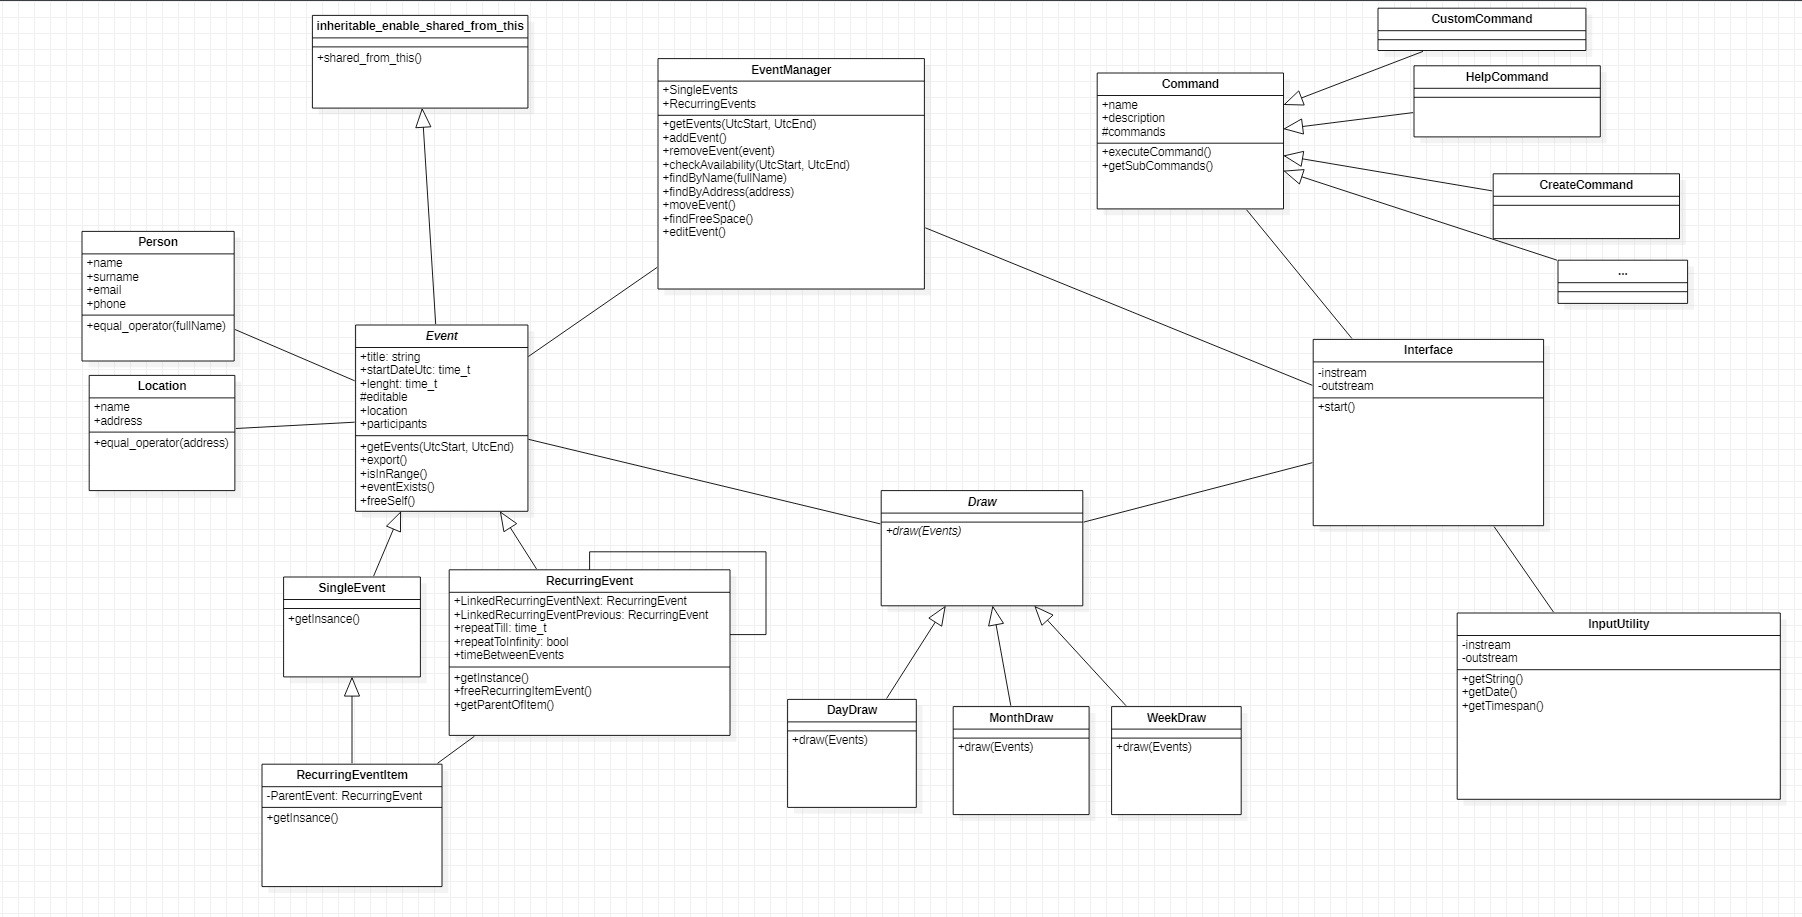 inheritable_enable_shared_from_this
+shared_from_this()
EventManager
+SingleEvents
+RecurringEvents
+getEvents(UtcStart, UtcEnd)
+addEvent()
+removeEvent(event)
+checkAvailability(UtcStart, UtcEnd)
+findByName(fullName)
+findByAddress(address)
+moveEvent()
+findFreeSpace()
+editEvent()
Command
+name
+description
#commands
+executeCommand()
+getSubCommands()
CustomCommand
HelpCommand
CreateCommand
...
Person
+name
+surname
+email
+phone
+equal_operator(fullName)
Location
+name
+address
+equal_operator(address)
Event
+title: string
+startDateUtc: time_t
+lenght: time_t
#editable
+location
+participants
+getEvents(UtcStart, UtcEnd)
+export()
+isInRange()
+eventExists()
+freeSelf()
Interface
-instream
-outstream
+start()
Draw
+draw(Events)
SingleEvent
+getInsance()
RecurringEvent
+LinkedRecurringEventNext: RecurringEvent
+LinkedRecurringEventPrevious: RecurringEvent
+repeatTill: time_t
+repeatToInfinity: bool
+timeBetweenEvents
+getInstance()
+freeRecurringItemEvent()
+getParentOfItem()
InputUtility
-instream
-outstream
+getString()
+getDate()
+getTimespan()
DayDraw
+draw(Events)
MonthDraw
+draw(Events)
WeekDraw
+draw(Events)
RecurringEventItem
-ParentEvent: RecurringEvent
+getInsance()